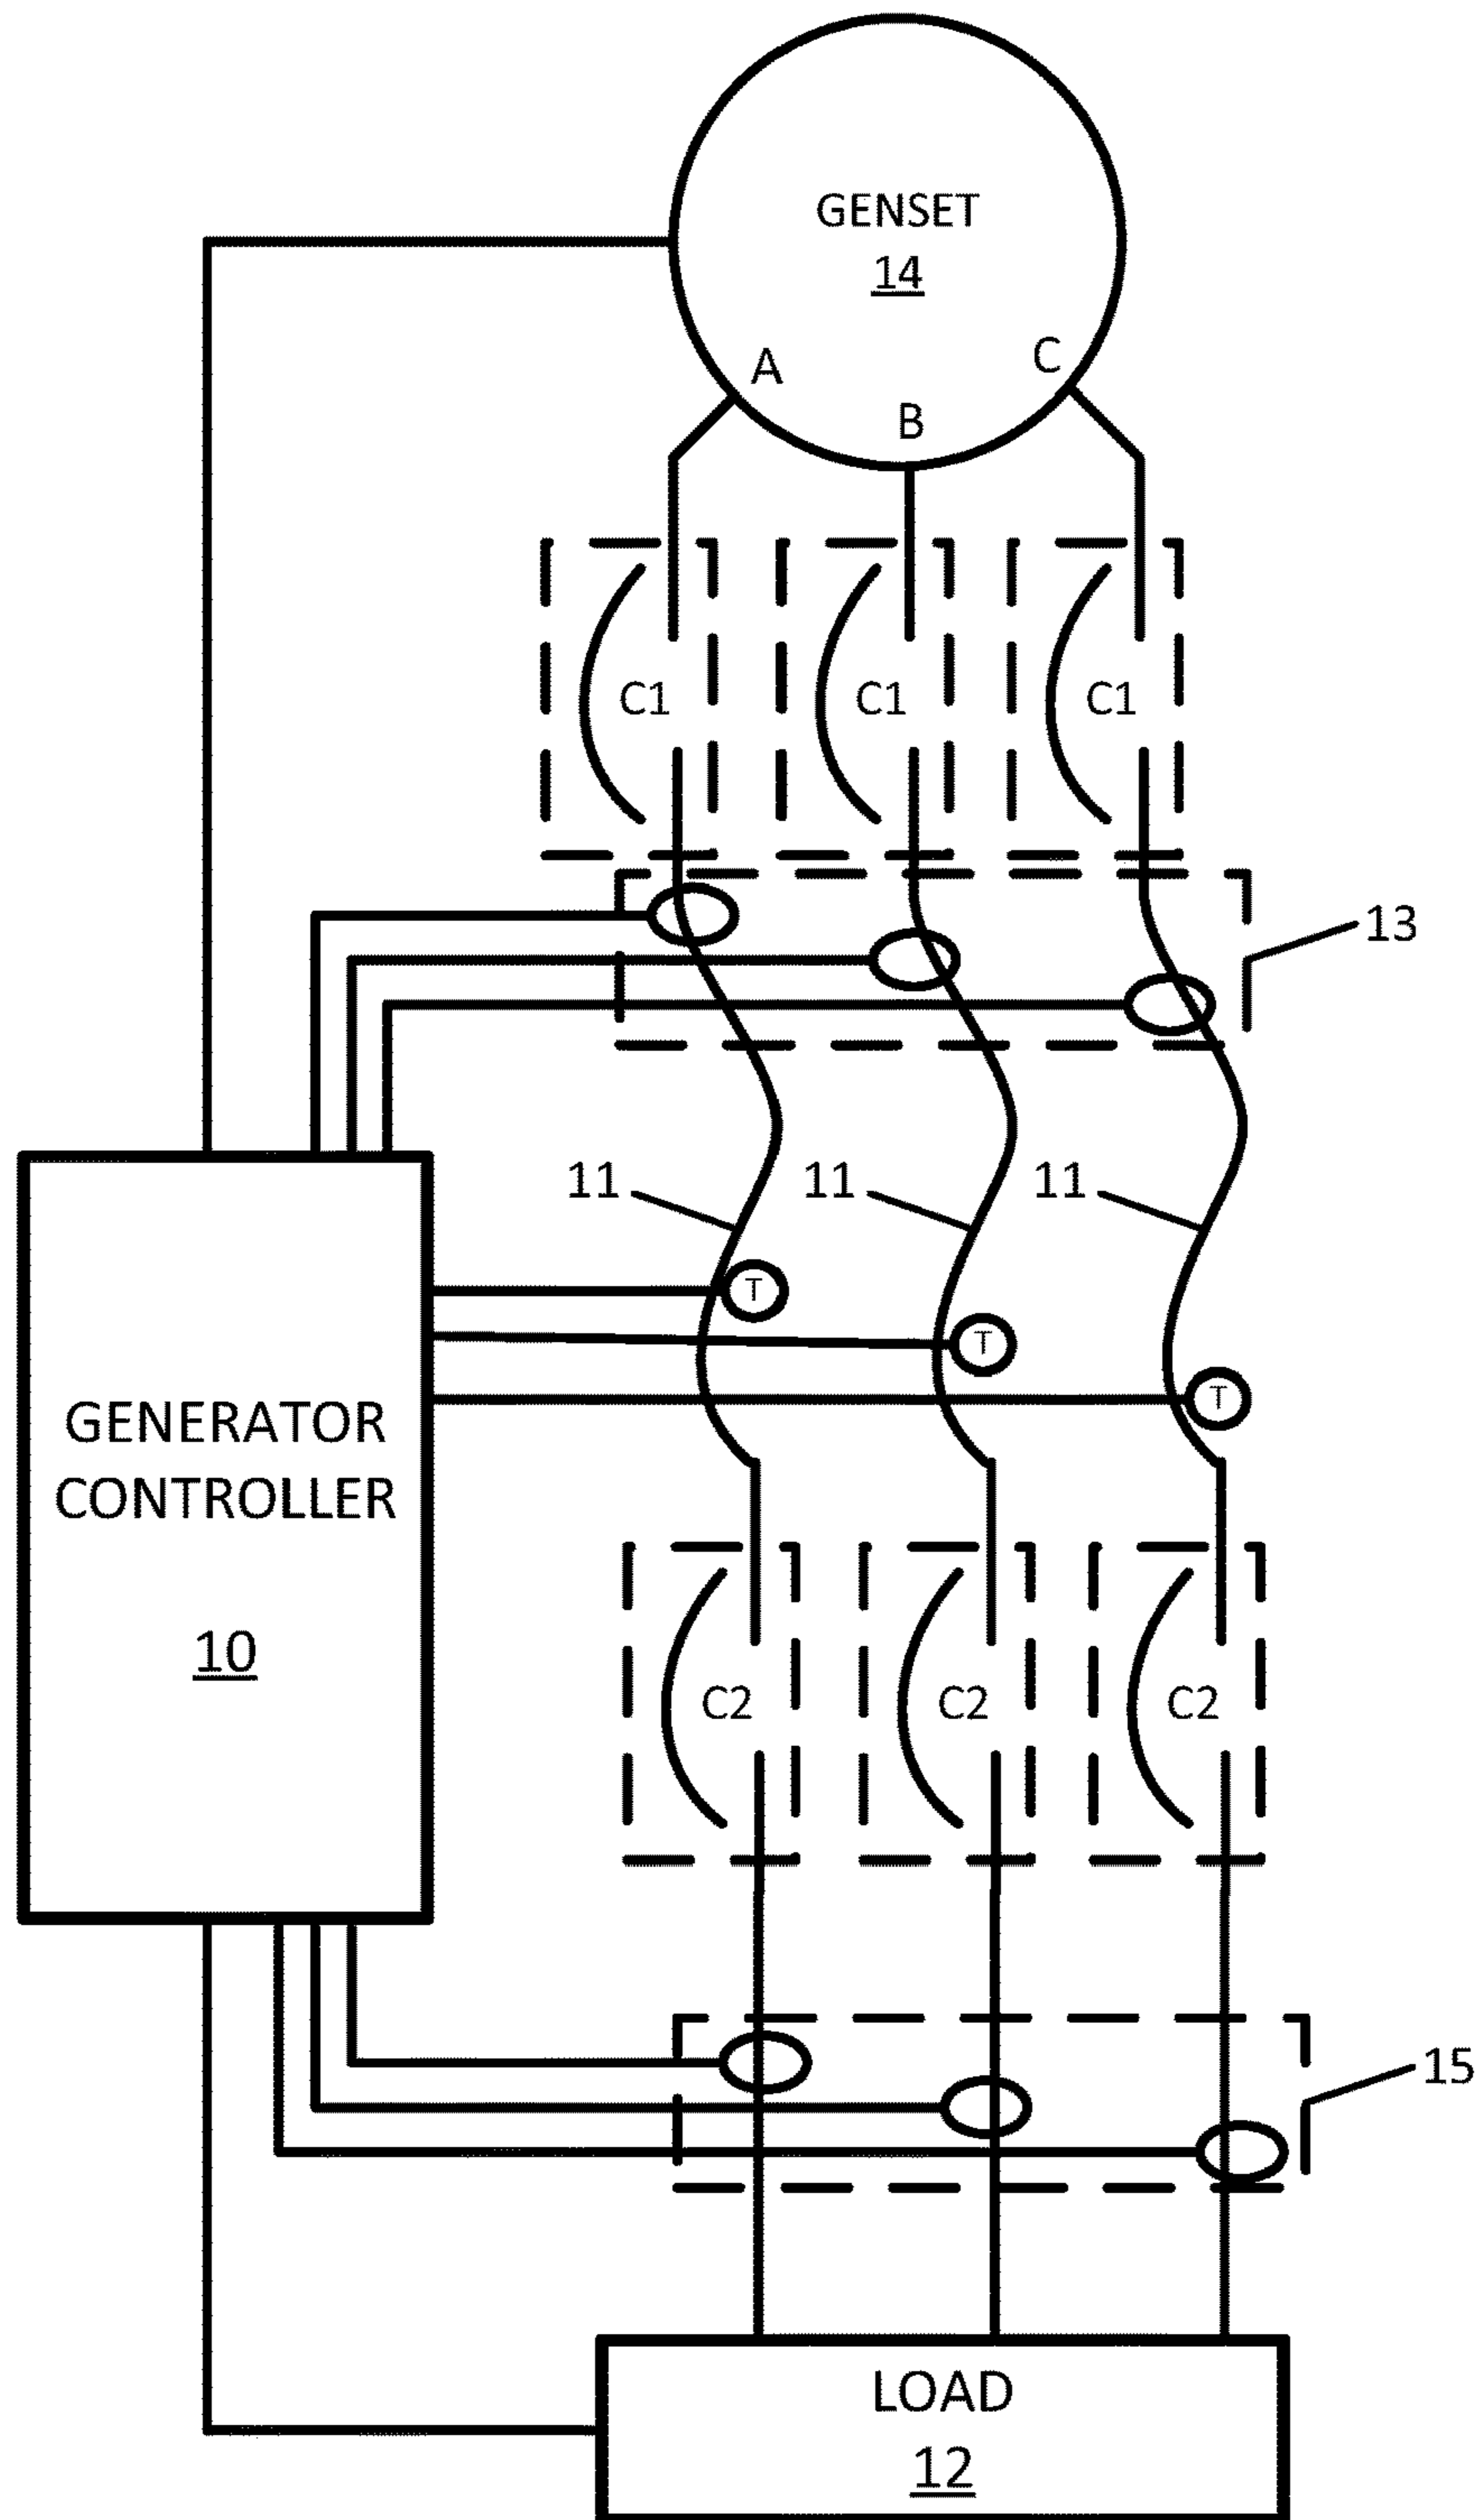 GENSET
14
A
B
C
C1
C1
C1
13
11
11
11
T
T
T
GENERATOR
CONTROLLER
10
C2
C2
C2
15
LOAD
12